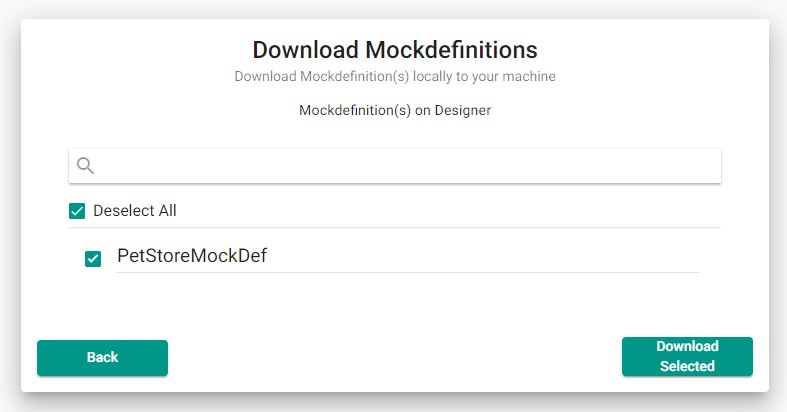 Download Mockdefinitions
Download Mockdefinition(s) locally to your machine
Mockdefinition(s) on Designer
Deselect All
PetStoreMockDef
Back
Download
Selected